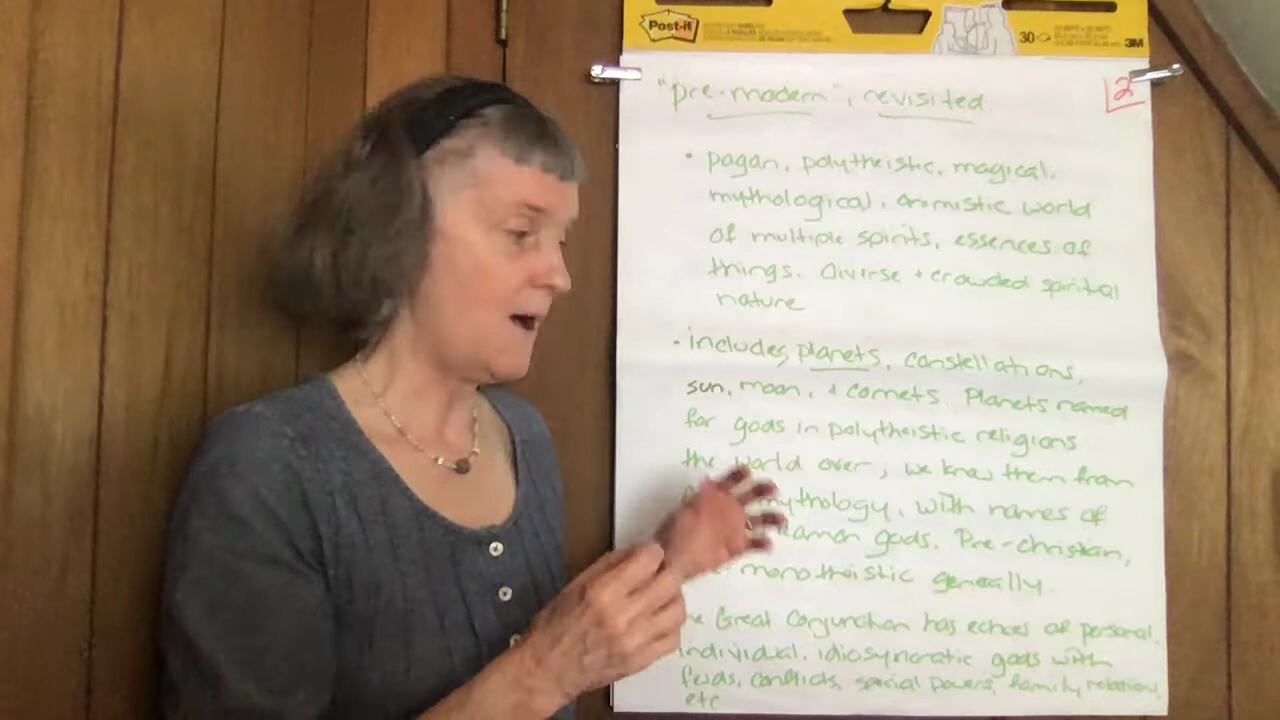 Post-it
30
3M
"pre-modern", revisited
2
• pagan, polytheistic, magical,
mythological, animistic world
of multiple spirits, essences of
things. Diverse + crowded spiritual
nature
• includes planets, constellations,
sun, moon, + comets. Planets named
for gods in polytheistic religions
the world over; we know them from
mythology, with names of
Roman gods. Pre-Christian,
monotheistic generally.
Great Conjunction has echoes of personal,
individual, idiosyncratic gods with
feuds, conflicts, special powers, family relations,
etc